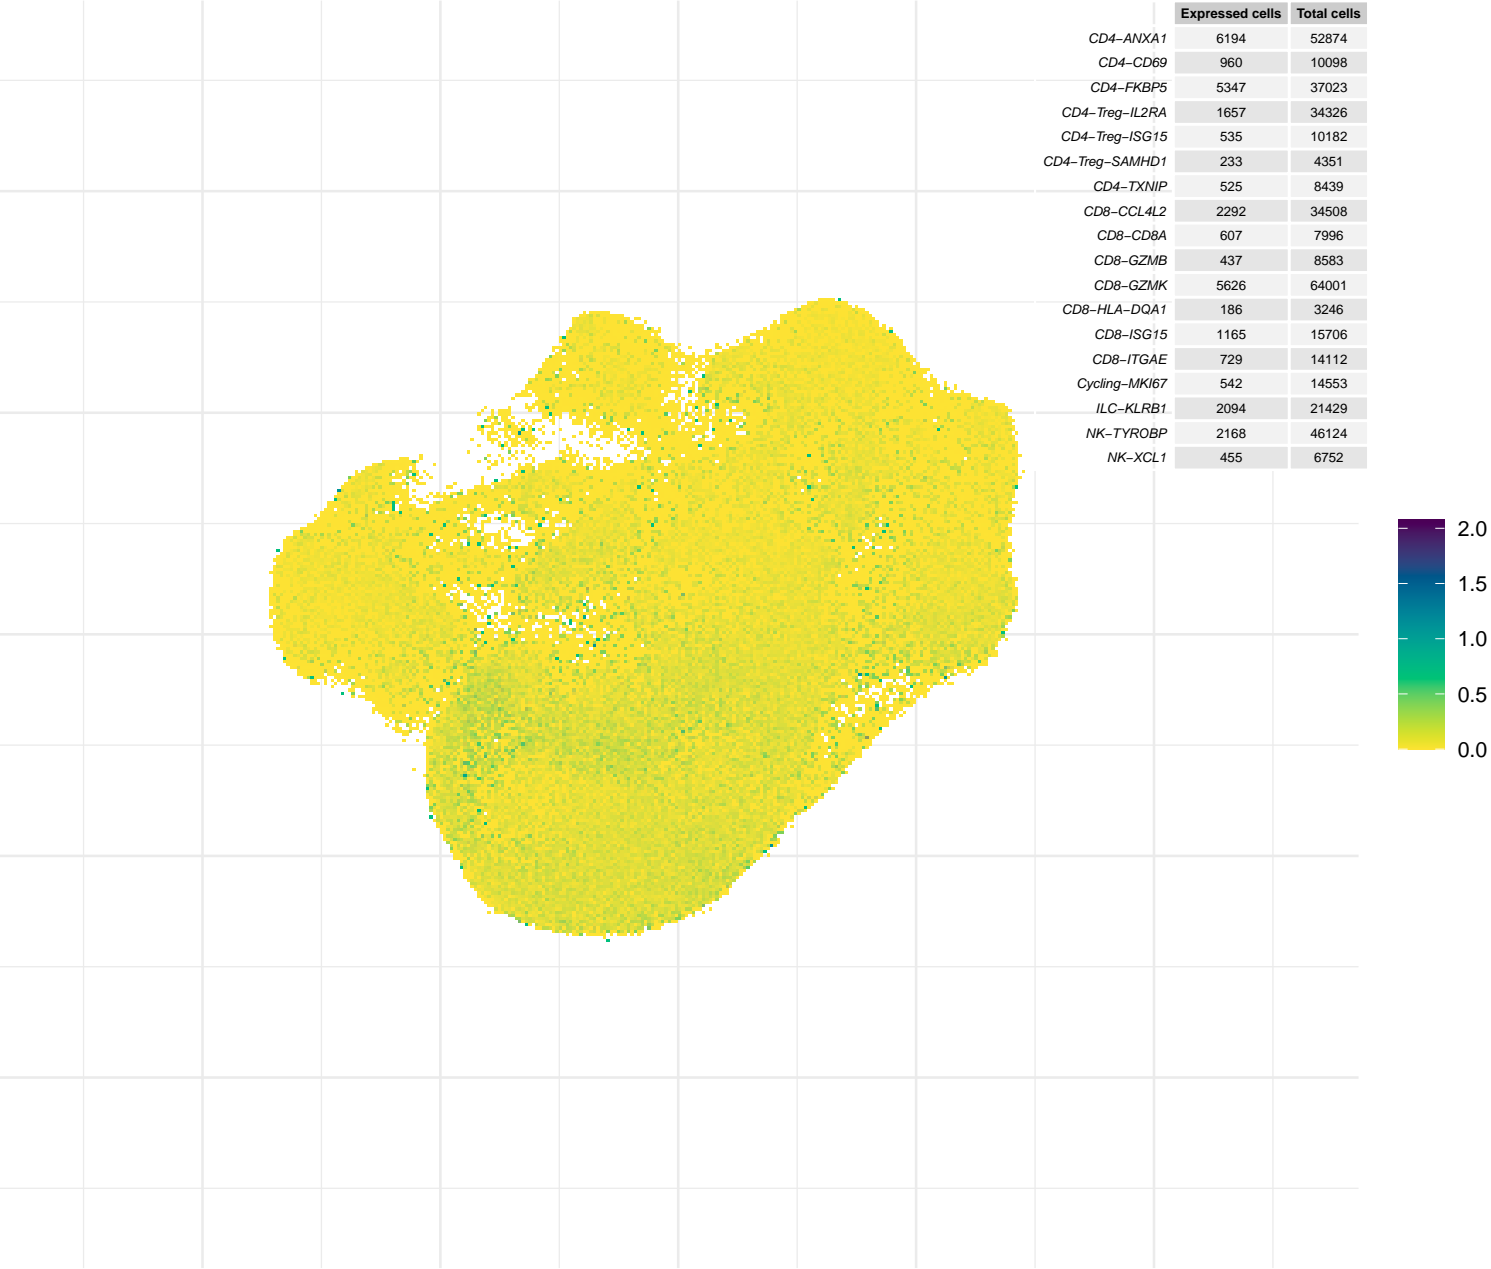 Expressed cells Total cells
CD4−ANXA1 6194 52874
CD4−CD69 960 10098
CD4−FKBP5 5347 37023
CD4−Treg−IL2RA 1657 34326
CD4−Treg−ISG15 535 10182
CD4−Treg−SAMHD1 233 4351
CD4−TXNIP 525 8439
CD8−CCL4L2 2292 34508
CD8−CD8A 607 7996
CD8−GZMB 437 8583
CD8−GZMK 5626 64001
CD8−HLA−DQA1 186 3246
CD8−ISG15 1165 15706
CD8−ITGAE 729 14112
Cycling−MKI67 542 14553
ILC−KLRB1 2094 21429
NK−TYROBP 2168 46124
NK−XCL1 455 6752
2.0
1.5
1.0
0.5
0.0